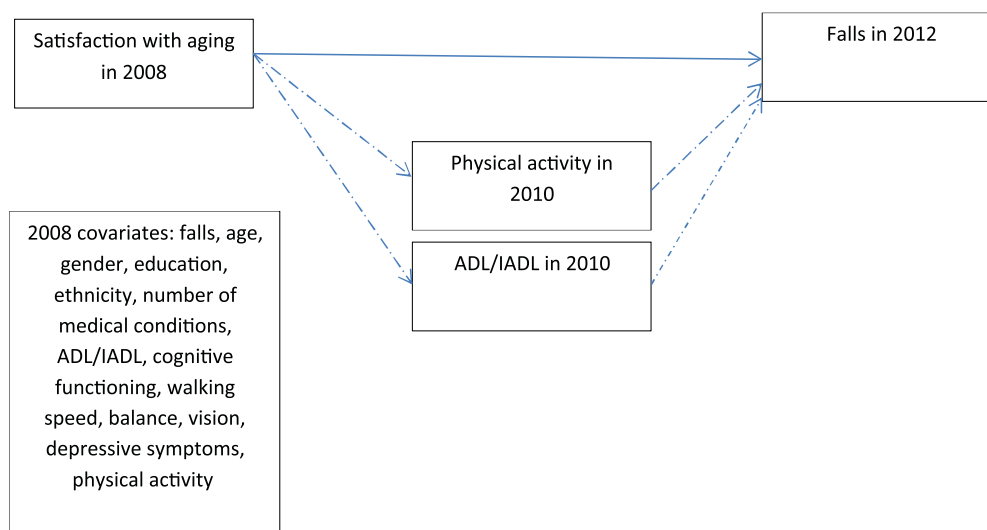 Satisfaction with aging
in 2008
Falls in 2012
Physical activity in
2010
ADL/IADL in 2010
2008 covariates: falls, age,
gender, education,
ethnicity, number of
medical conditions,
ADL/IADL, cognitive
functioning, walking
speed, balance, vision,
depressive symptoms,
physical activity